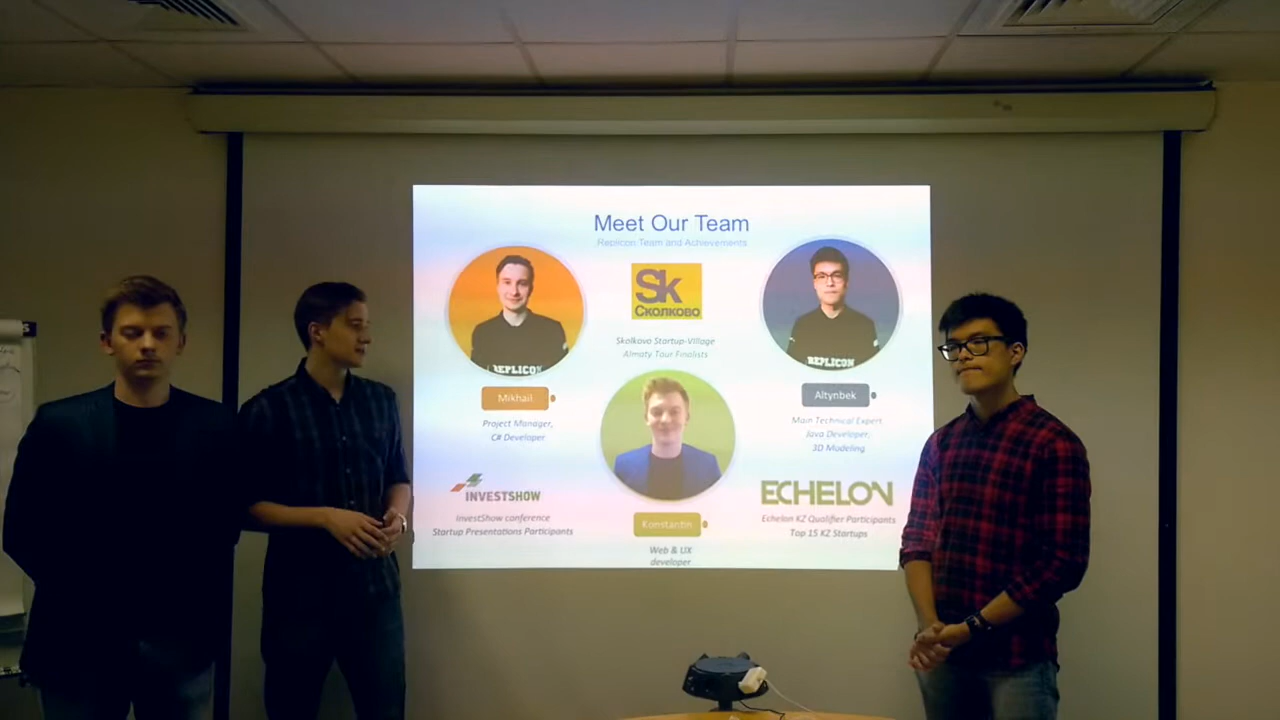 Meet Our Team
Replicon Team and Achievements
Sk
Сколково
Skolkovo Startup-Village
Almaty Tour Finalists
REPLICON
Mikhail
Project Manager,
C# Developer
REPLICON
Altynbek
Main Technical Expert
Java Developer,
3D Modeling
INVESTSHOW
InvestShow conference
Startup Presentations Participants
Konstantin
Web & UX
developer
ECHELON
Echelon KZ Qualifier Participants
Top 15 KZ Startups